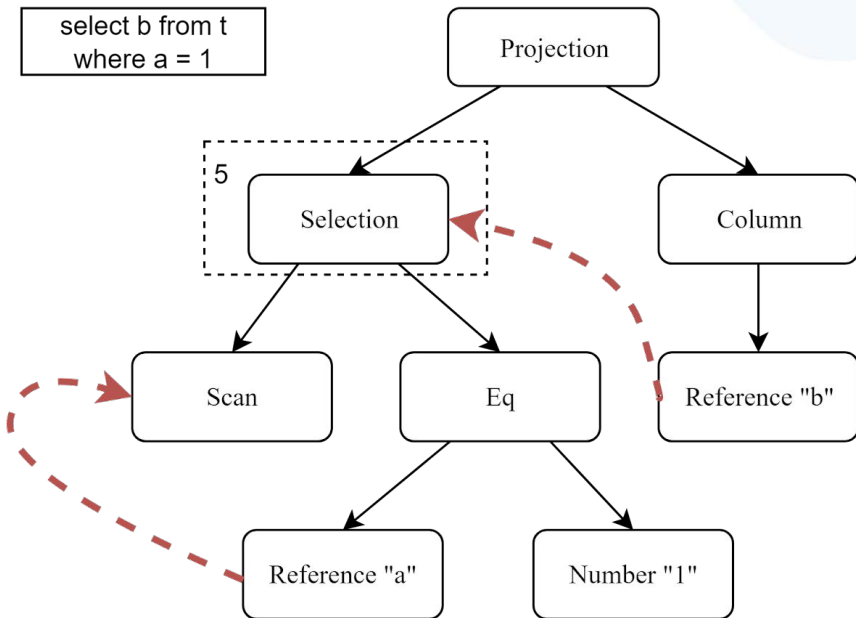 select b from t
where a = 1
Projection
5
Selection
Column
Scan
Eq
Reference "b"
Reference "a"
Number "1"